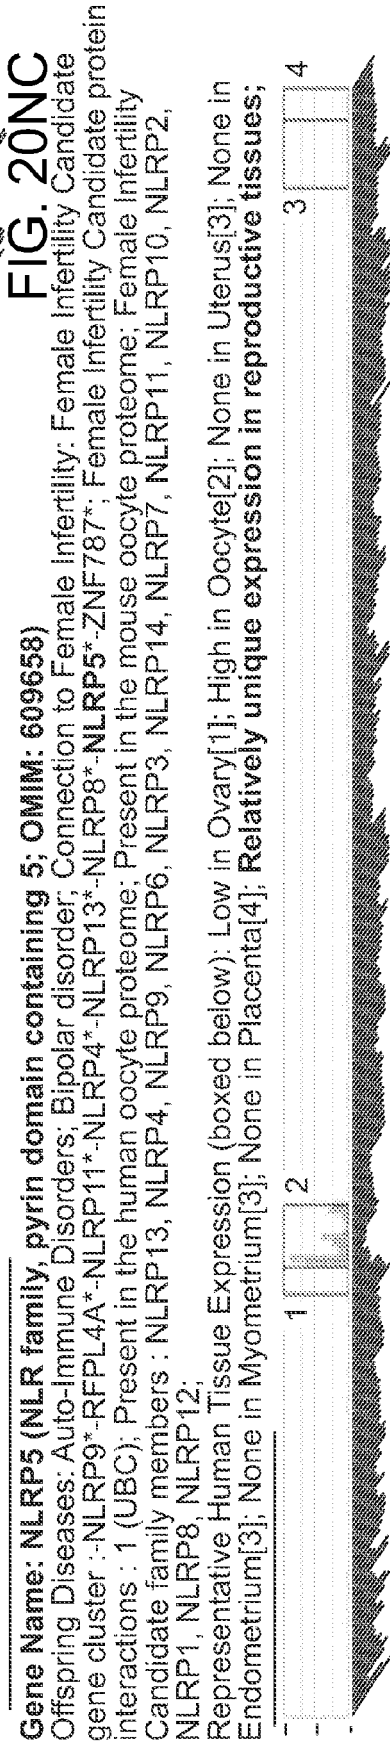 FIG. 20NC
Gene Name: NLRP5 (NLR family, pyrin domain containing 5; OMIM: 609658)
Offspring Diseases: Auto-Immune Disorders; Bipolar disorder; Connection to Female Infertility: Female Infertility Candidate
gene cluster :-NLRP9*-RFPL4A*-NLRP11*-NLRP4*-NLRP13*-NLRP8*-NLRP5*-ZNF787*; Female Infertility Candidate protein
interactions : 1 (UBC); Present in the human oocyte proteome; Present in the mouse oocyte proteome; Female Infertility
Candidate family members : NLRP13, NLRP4, NLRP9, NLRP6, NLRP3, NLRP14, NLRP7, NLRP11, NLRP10, NLRP2,
NLRP1, NLRP8, NLRP12;
Representative Human Tissue Expression (boxed below): Low in Ovary[1]; High in Oocyte[2]; None in Uterus[3]; None in
Endometrium[3]; None in Myometrium[3]; None in Placenta[4]; Relatively unique expression in reproductive tissues;
1 2 3 4